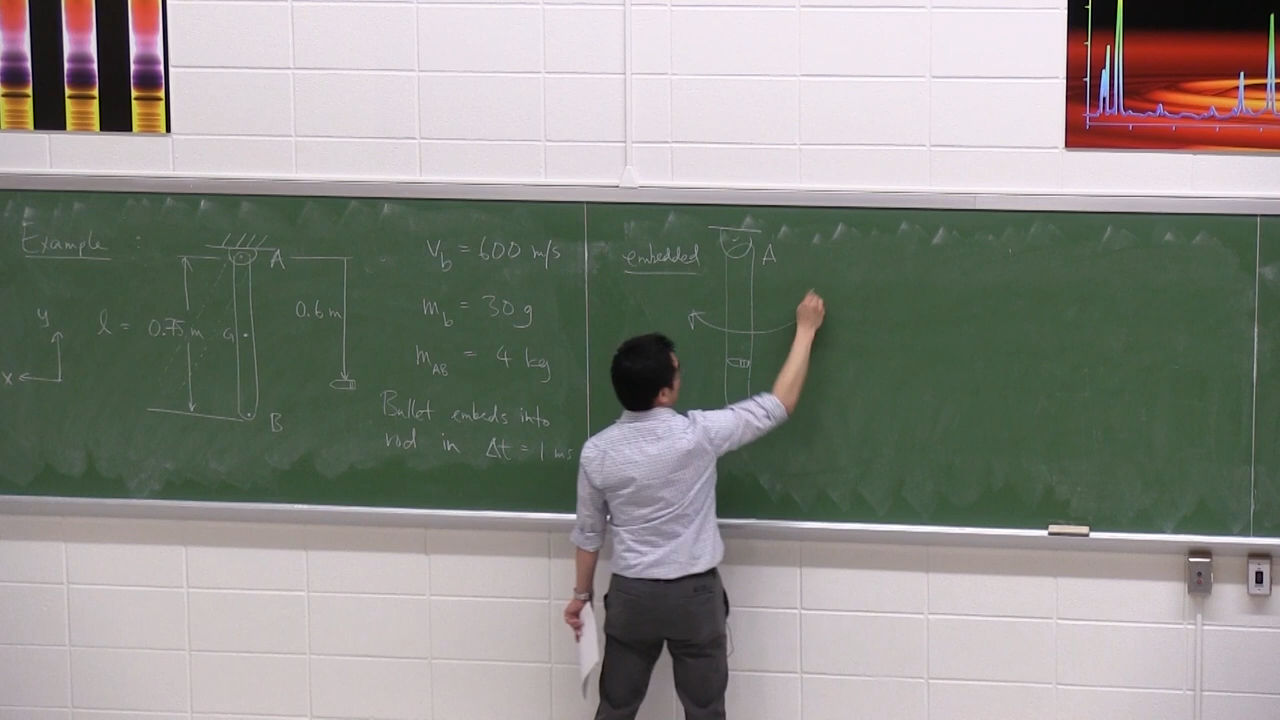 Example :
A
y
x
l = 0.75 m
G
B
0.6 m
V_b = 600 m/s
m_b = 30 g
m_AB = 4 kg
Bullet embeds into
rod in Δt = 1 ms
embedded
A